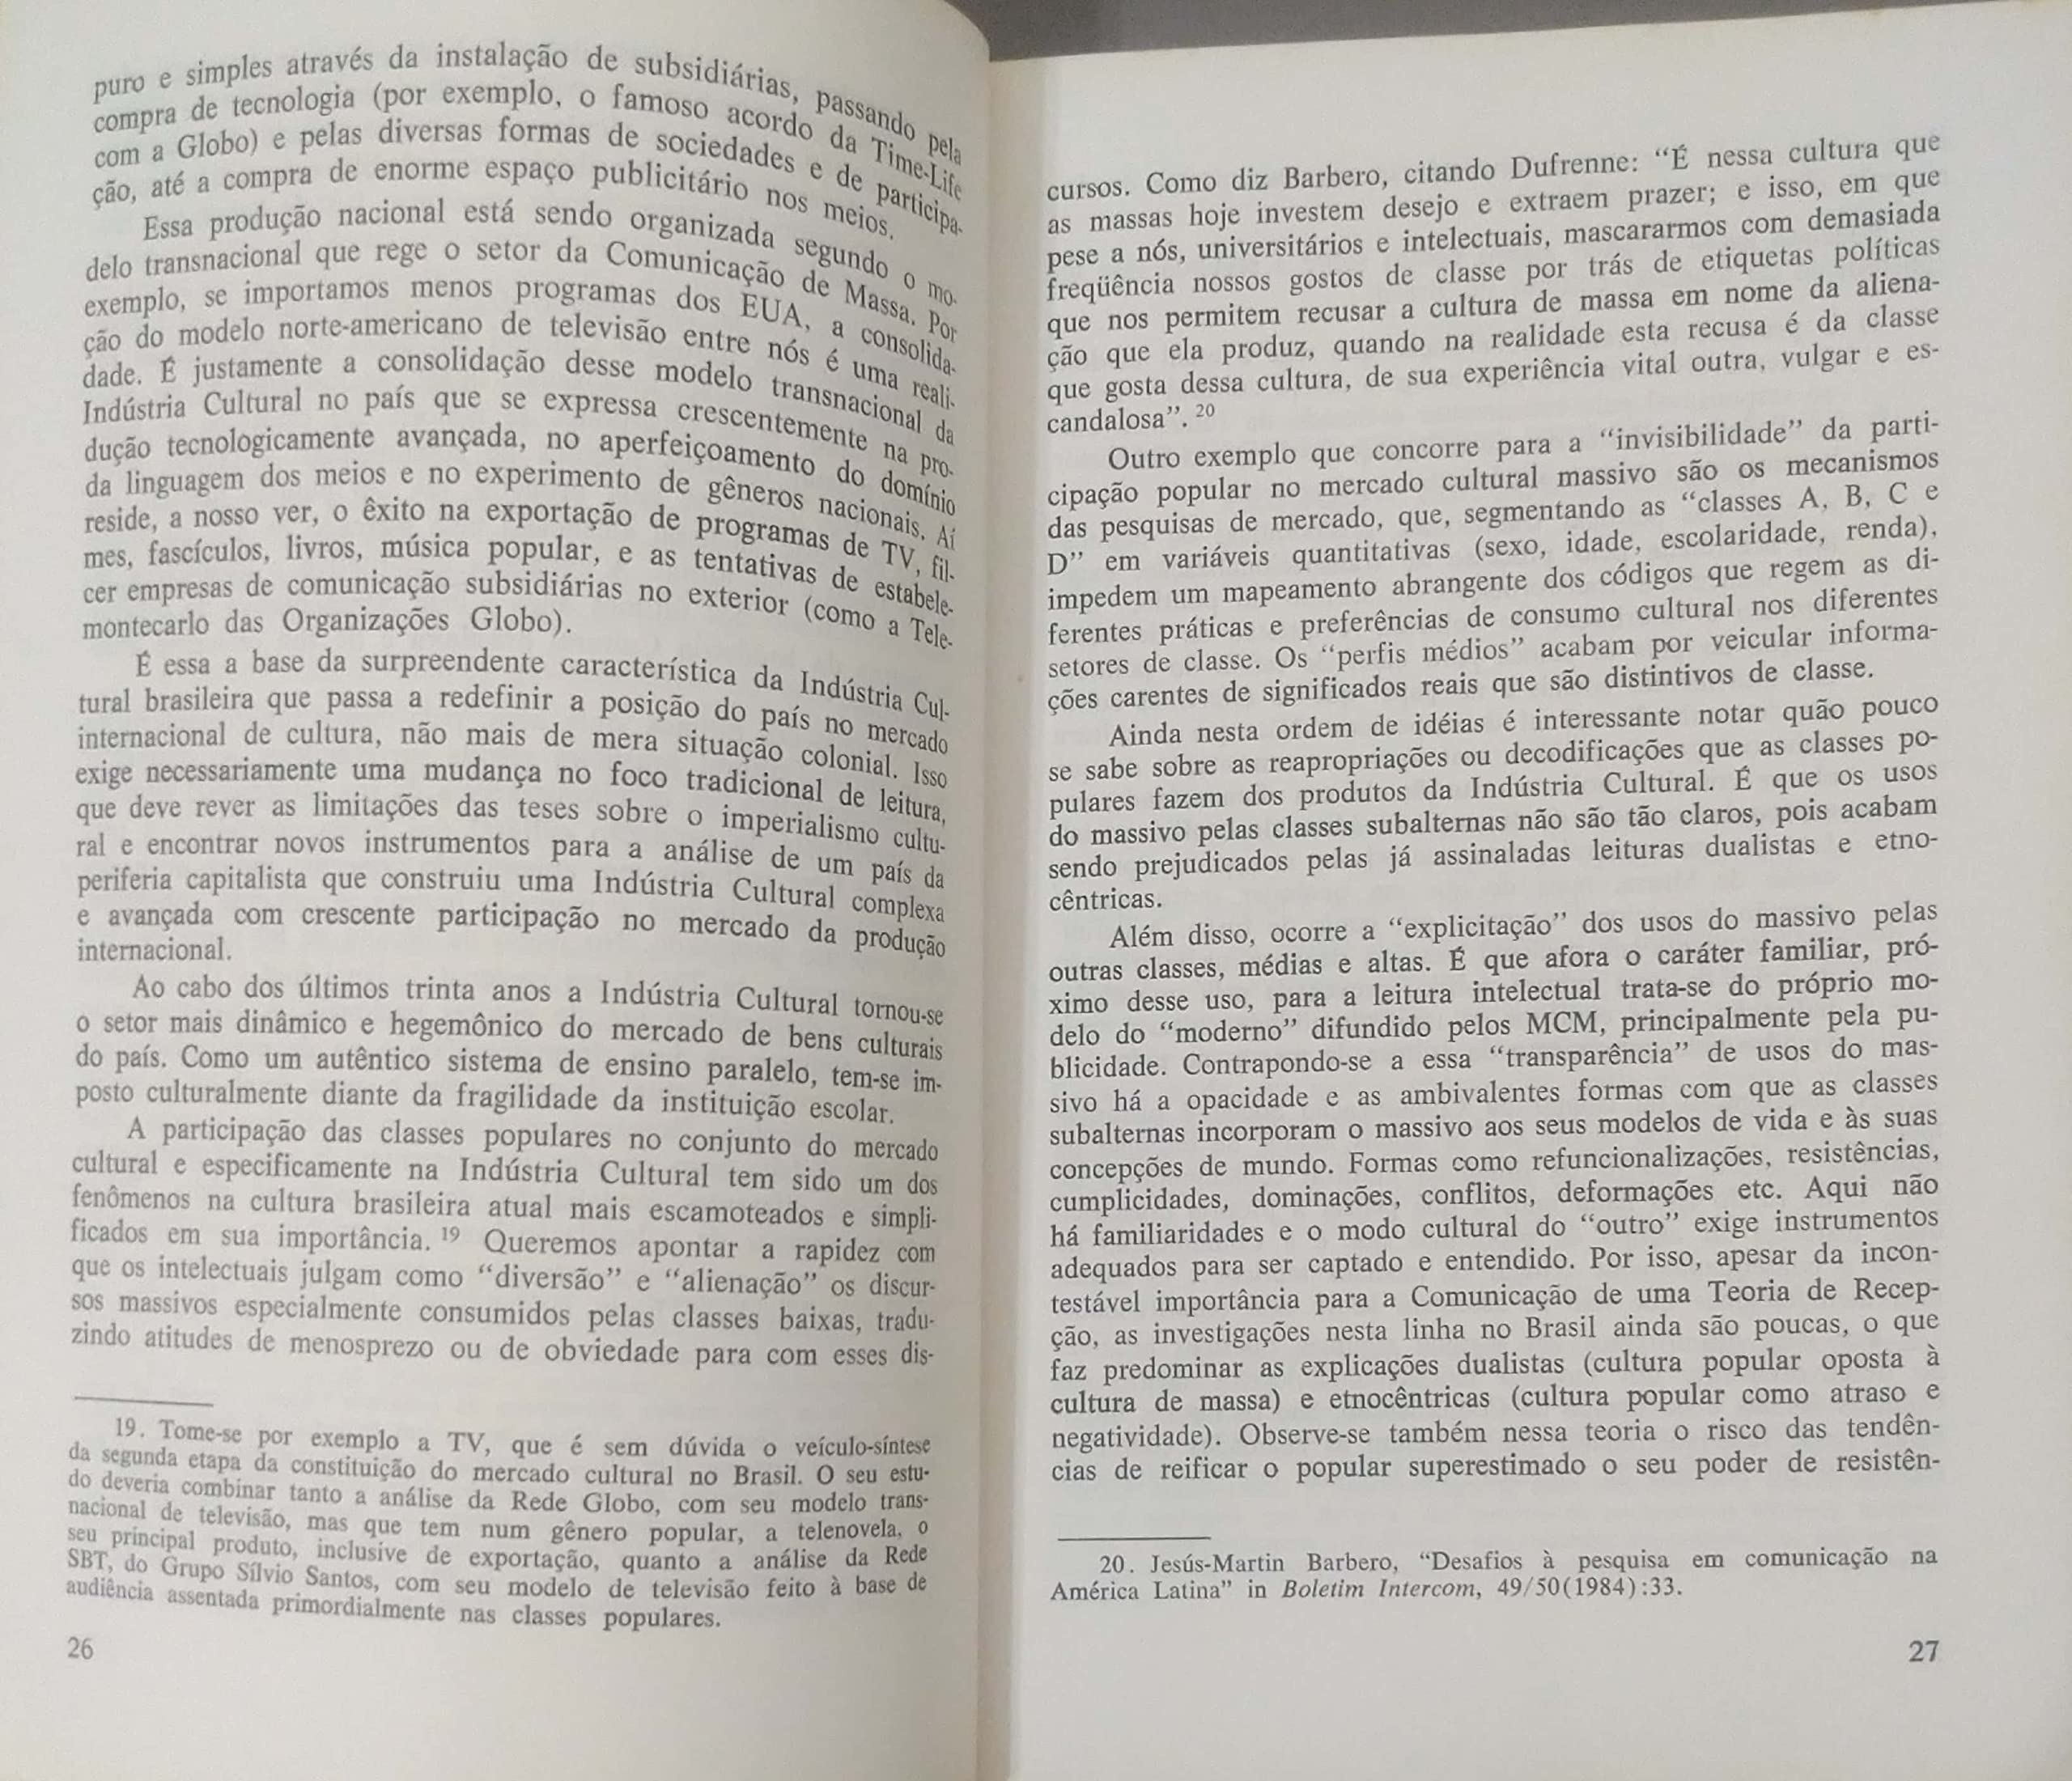 puro e simples através da instalação de subsidiárias, passando pela
compra de tecnologia (por exemplo, o famoso acordo da Time-Life
com a Globo) e pelas diversas formas de sociedades e de participa-
ção, até a compra de enorme espaço publicitário nos meios.
Essa produção nacional está sendo organizada segundo o mo-
delo transnacional que rege o setor da Comunicação de Massa. Por
exemplo, se importamos menos programas dos EUA, a consolida-
ção do modelo norte-americano de televisão entre nós é uma reali-
dade. É justamente a consolidação desse modelo transnacional da
Indústria Cultural no país que se expressa crescentemente na pro-
dução tecnologicamente avançada, no aperfeiçoamento do domínio
da linguagem dos meios e no experimento de gêneros nacionais. Aí
reside, a nosso ver, o êxito na exportação de programas de TV, fil-
mes, fascículos, livros, música popular, e as tentativas de estabele-
cer empresas de comunicação subsidiárias no exterior (como a Tele-
montecarlo das Organizações Globo).
É essa a base da surpreendente característica da Indústria Cul-
tural brasileira que passa a redefinir a posição do país no mercado
internacional de cultura, não mais de mera situação colonial. Isso
exige necessariamente uma mudança no foco tradicional de leitura,
que deve rever as limitações das teses sobre o imperialismo cultu-
ral e encontrar novos instrumentos para a análise de um país da
periferia capitalista que construiu uma Indústria Cultural complexa
e avançada com crescente participação no mercado da produção
internacional.
Ao cabo dos últimos trinta anos a Indústria Cultural tornou-se
o setor mais dinâmico e hegemônico do mercado de bens culturais
do país. Como um autêntico sistema de ensino paralelo, tem-se im-
posto culturalmente diante da fragilidade da instituição escolar.
A participação das classes populares no conjunto do mercado
cultural e especificamente na Indústria Cultural tem sido um dos
fenômenos na cultura brasileira atual mais escamoteados e simpli-
ficados em sua importância. 19 Queremos apontar a rapidez com
que os intelectuais julgam como “diversão” e “alienação” os discur-
sos massivos especialmente consumidos pelas classes baixas, tradu-
zindo atitudes de menosprezo ou de obviedade para com esses dis-
19. Tome-se por exemplo a TV, que é sem dúvida o veículo-síntese
da segunda etapa da constituição do mercado cultural no Brasil. O seu estu-
do deveria combinar tanto a análise da Rede Globo, com seu modelo trans-
nacional de televisão, mas que tem num gênero popular, a telenovela, o
seu principal produto, inclusive de exportação, quanto a análise da Rede
SBT, do Grupo Sílvio Santos, com seu modelo de televisão feito à base de
audiência assentada primordialmente nas classes populares.
26
cursos. Como diz Barbero, citando Dufrenne: “É nessa cultura que
as massas hoje investem desejo e extraem prazer; e isso, em que
pese a nós, universitários e intelectuais, mascararmos com demasiada
freqüência nossos gostos de classe por trás de etiquetas políticas
que nos permitem recusar a cultura de massa em nome da aliena-
ção que ela produz, quando na realidade esta recusa é da classe
que gosta dessa cultura, de sua experiência vital outra, vulgar e es-
candalosa”. 20
Outro exemplo que concorre para a “invisibilidade” da parti-
cipação popular no mercado cultural massivo são os mecanismos
das pesquisas de mercado, que, segmentando as “classes A, B, C e
D” em variáveis quantitativas (sexo, idade, escolaridade, renda),
impedem um mapeamento abrangente dos códigos que regem as di-
ferentes práticas e preferências de consumo cultural nos diferentes
setores de classe. Os “perfis médios” acabam por veicular informa-
ções carentes de significados reais que são distintivos de classe.
Ainda nesta ordem de idéias é interessante notar quão pouco
se sabe sobre as reapropriações ou decodificações que as classes po-
pulares fazem dos produtos da Indústria Cultural. É que os usos
do massivo pelas classes subalternas não são tão claros, pois acabam
sendo prejudicados pelas já assinaladas leituras dualistas e etno-
cêntricas.
Além disso, ocorre a “explicitação” dos usos do massivo pelas
outras classes, médias e altas. É que afora o caráter familiar, pró-
ximo desse uso, para a leitura intelectual trata-se do próprio mo-
delo do “moderno” difundido pelos MCM, principalmente pela pu-
blicidade. Contrapondo-se a essa “transparência” de usos do mas-
sivo há a opacidade e as ambivalentes formas com que as classes
subalternas incorporam o massivo aos seus modelos de vida e às suas
concepções de mundo. Formas como refuncionalizações, resistências,
cumplicidades, dominações, conflitos, deformações etc. Aqui não
há familiaridades e o modo cultural do “outro” exige instrumentos
adequados para ser captado e entendido. Por isso, apesar da incon-
testável importância para a Comunicação de uma Teoria de Recep-
ção, as investigações nesta linha no Brasil ainda são poucas, o que
faz predominar as explicações dualistas (cultura popular oposta à
cultura de massa) e etnocêntricas (cultura popular como atraso e
negatividade). Observe-se também nessa teoria o risco das tendên-
cias de reificar o popular superestimado o seu poder de resistên-
20. Jesús-Martin Barbero, “Desafios à pesquisa em comunicação na
América Latina” in Boletim Intercom, 49/50(1984):33.
27